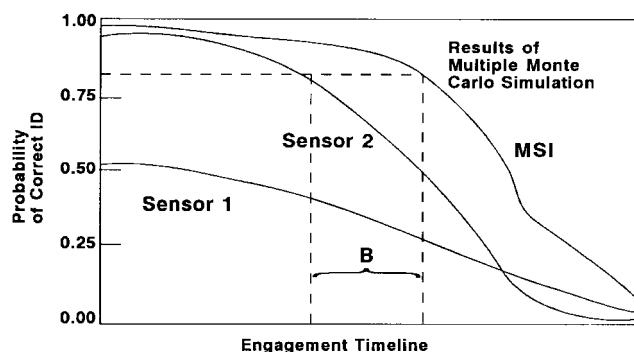 1.00
0.75
0.50
0.25
0.00
Probability
of Correct ID
Results of
Multiple Monte
Carlo Simulation
MSI
Sensor 2
Sensor 1
B
Engagement Timeline